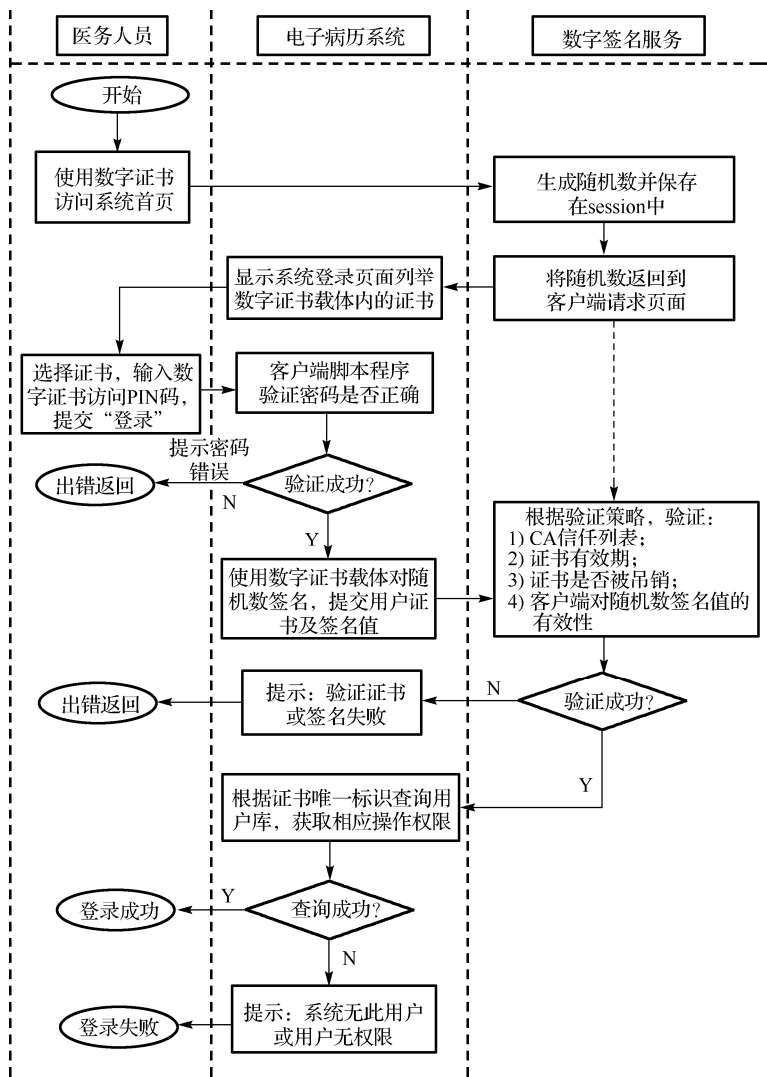 医务人员
电子病历系统
数字签名服务
开始
使用数字证书
访问系统首页
生成随机数并保存
在session中
显示系统登录页面列举
数字证书载体内的证书
将随机数返回到
客户端请求页面
选择证书，输入数
字证书访问PIN码，
提交“登录”
客户端脚本程序
验证密码是否正确
提示密码
错误
出错返回
N
验证成功？
Y
根据验证策略，验证：
1) CA信任列表；
2) 证书有效期；
3) 证书是否被吊销；
4) 客户端对随机数签名值的
有效性
使用数字证书载体对随
机数签名，提交用户证
书及签名值
出错返回
提示：验证证书
或签名失败
N
验证成功？
Y
根据证书唯一标识查询用
户库，获取相应操作权限
登录成功
Y
查询成功？
N
登录失败
提示：系统无此用户
或用户无权限